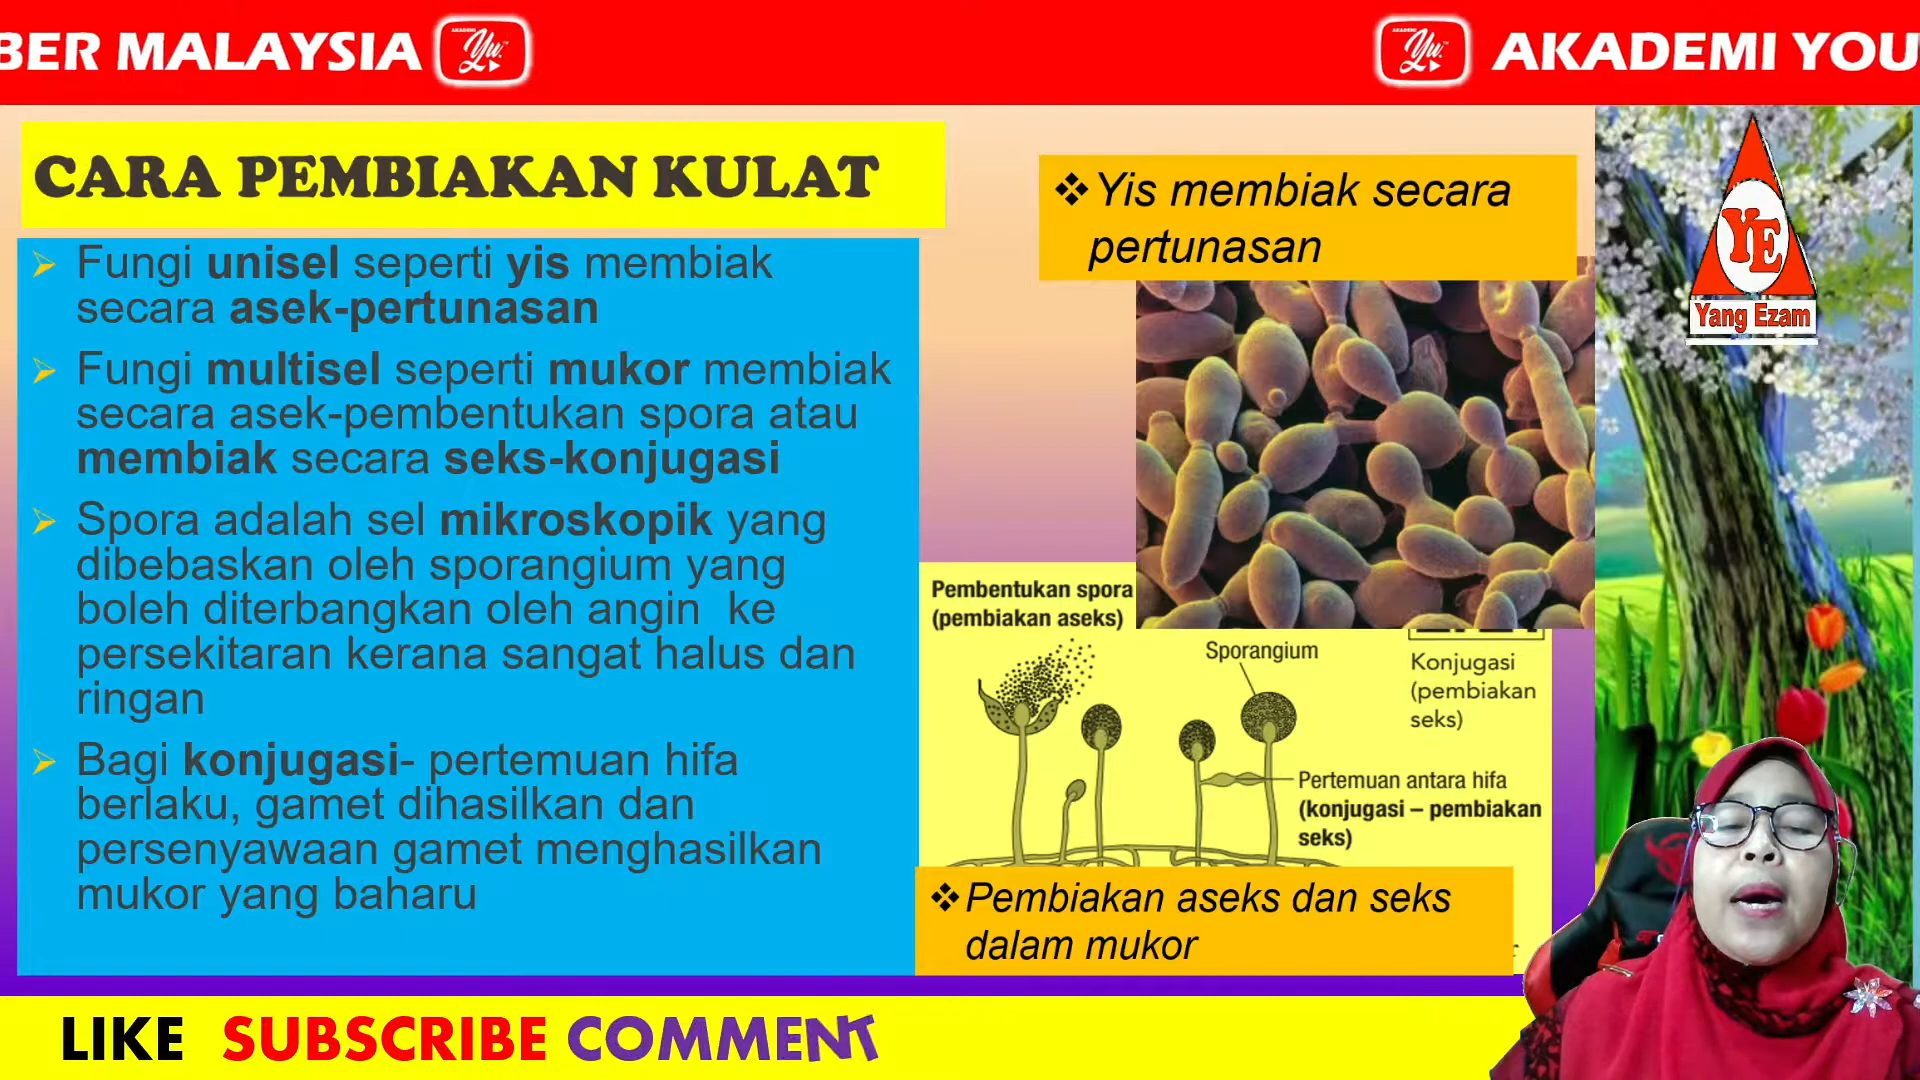 BER MALAYSIA
AKADEMI
Yu
AKADEMI
Yu
AKADEMI YOU
CARA PEMBIAKAN KULAT
Fungi unisel seperti yis membiak
secara asek-pertunasan
Fungi multisel seperti mukor membiak
secara asek-pembentukan spora atau
membiak secara seks-konjugasi
Spora adalah sel mikroskopik yang
dibebaskan oleh sporangium yang
boleh diterbangkan oleh angin ke
persekitaran kerana sangat halus dan
ringan
Bagi konjugasi- pertemuan hifa
berlaku, gamet dihasilkan dan
persenyawaan gamet menghasilkan
mukor yang baharu
❖Yis membiak secara
pertunasan
YE
Yang Ezam
Pembentukan spora
(pembiakan aseks)
Sporangium
Konjugasi
(pembiakan
seks)
Pertemuan antara hifa
(konjugasi – pembiakan
seks)
❖Pembiakan aseks dan seks
dalam mukor
LIKE SUBSCRIBE COMMENT